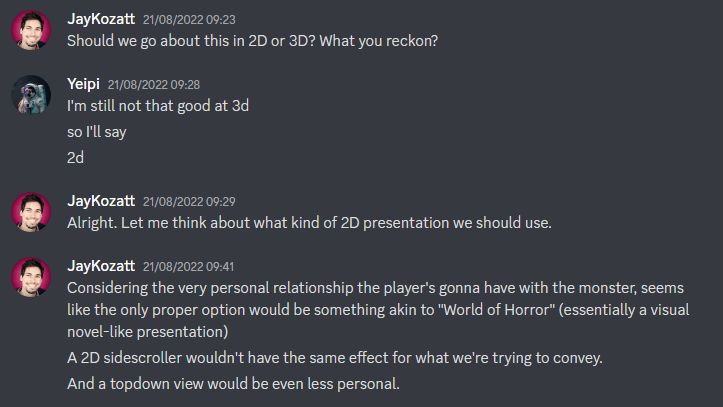 JayKozatt 21/08/2022 09:23
Should we go about this in 2D or 3D? What you reckon?
Yeipi 21/08/2022 09:28
I'm still not that good at 3d
so I'll say
2d
JayKozatt 21/08/2022 09:29
Alright. Let me think about what kind of 2D presentation we should use.
JayKozatt 21/08/2022 09:41
Considering the very personal relationship the player's gonna have with the monster, seems
like the only proper option would be something akin to "World of Horror" (essentially a visual
novel-like presentation)
A 2D sidescroller wouldn't have the same effect for what we're trying to convey.
And a topdown view would be even less personal.